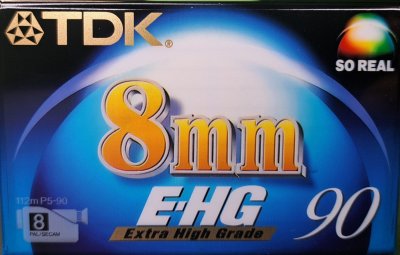 TDK.
SO REAL
8mm
E-HG
Extra High Grade
90
112m P5-90
8
PAL/SECAM